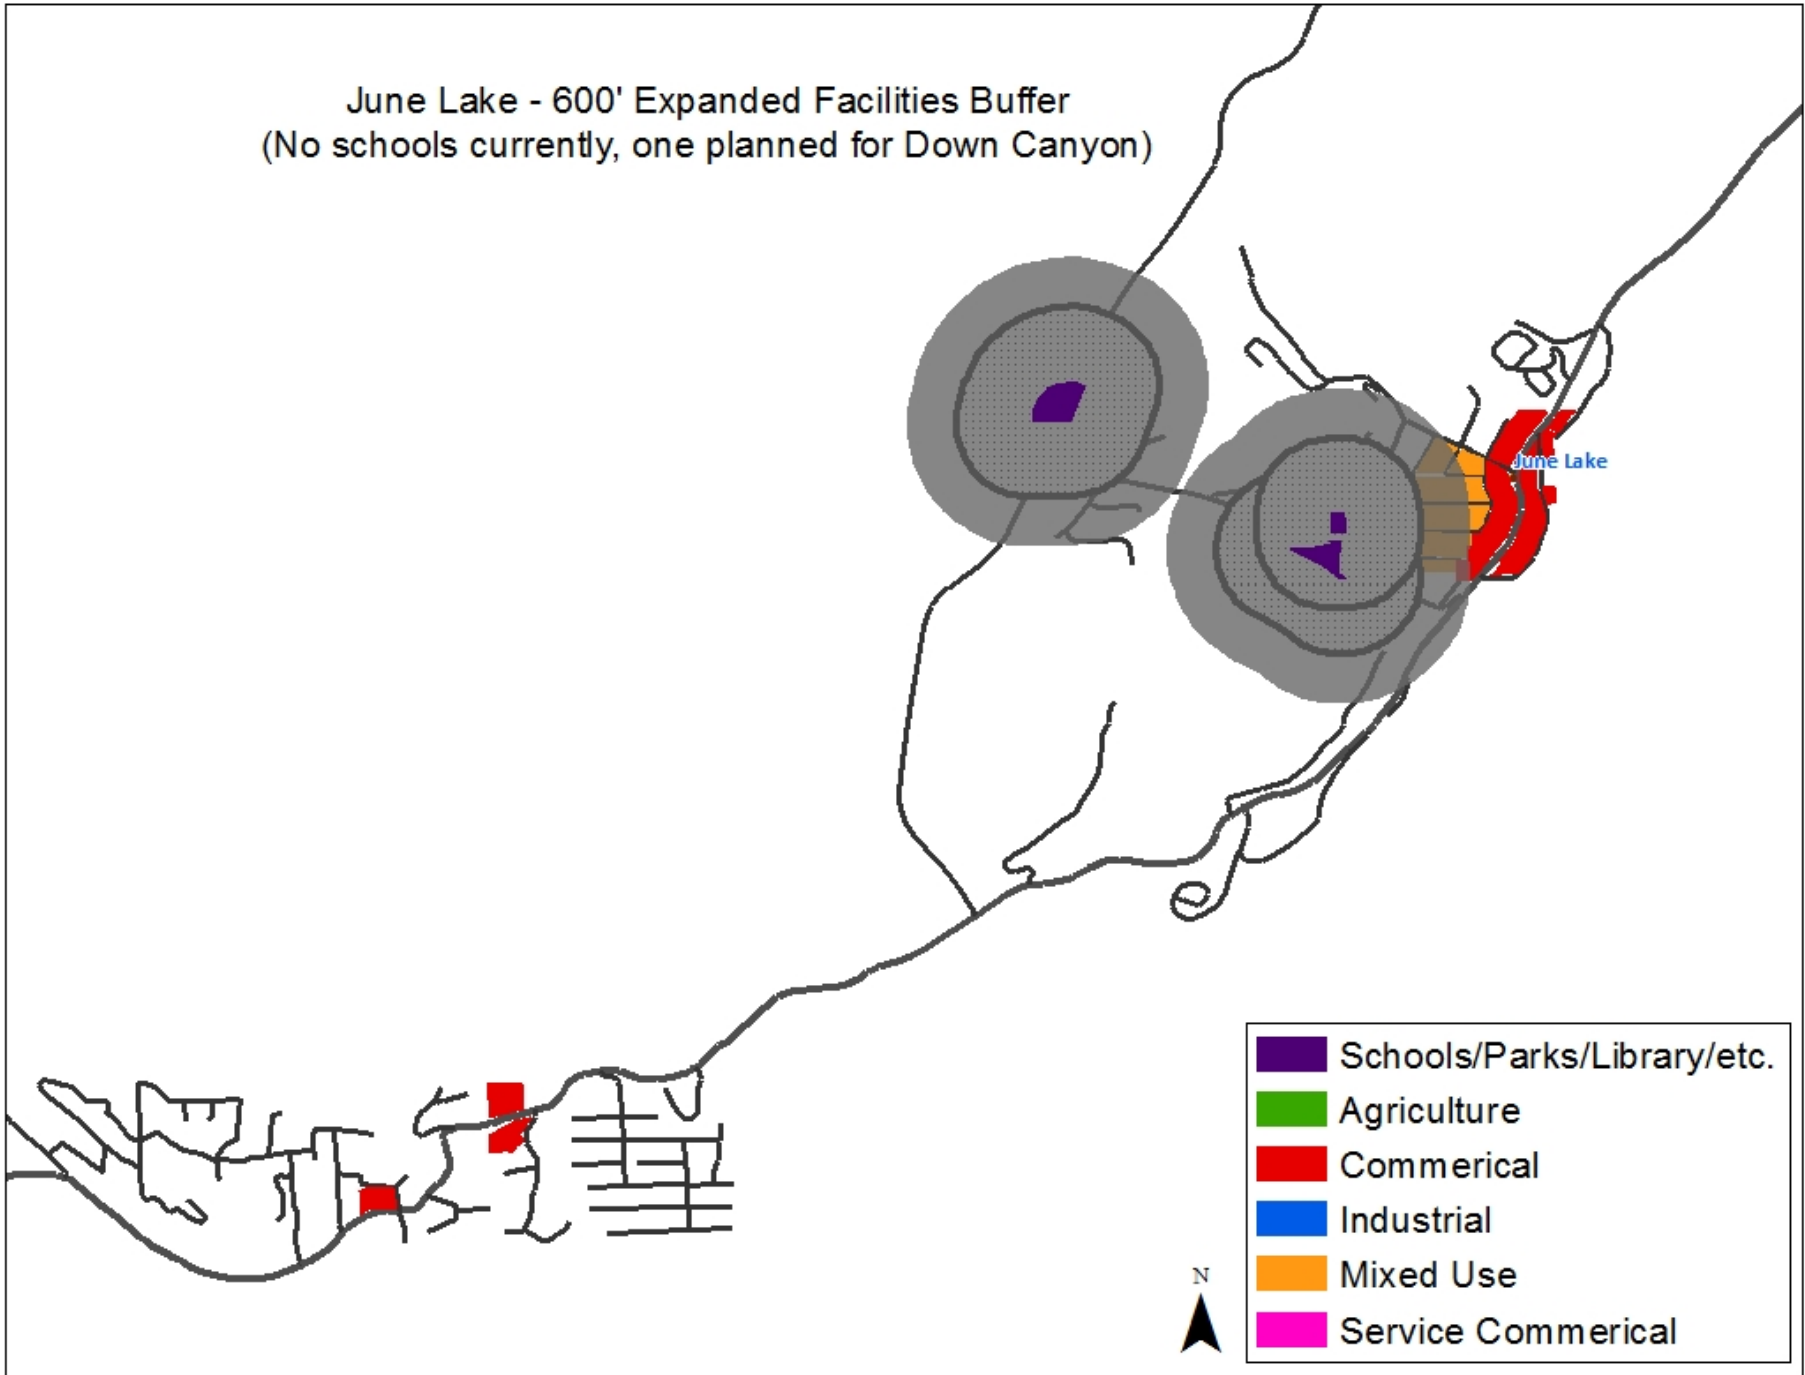 June Lake - 600' Expanded Facilities Buffer
(No schools currently, one planned for Down Canyon)
June Lake
Schools/Parks/Library/etc.
Agriculture
Commerical
Industrial
Mixed Use
Service Commerical
N